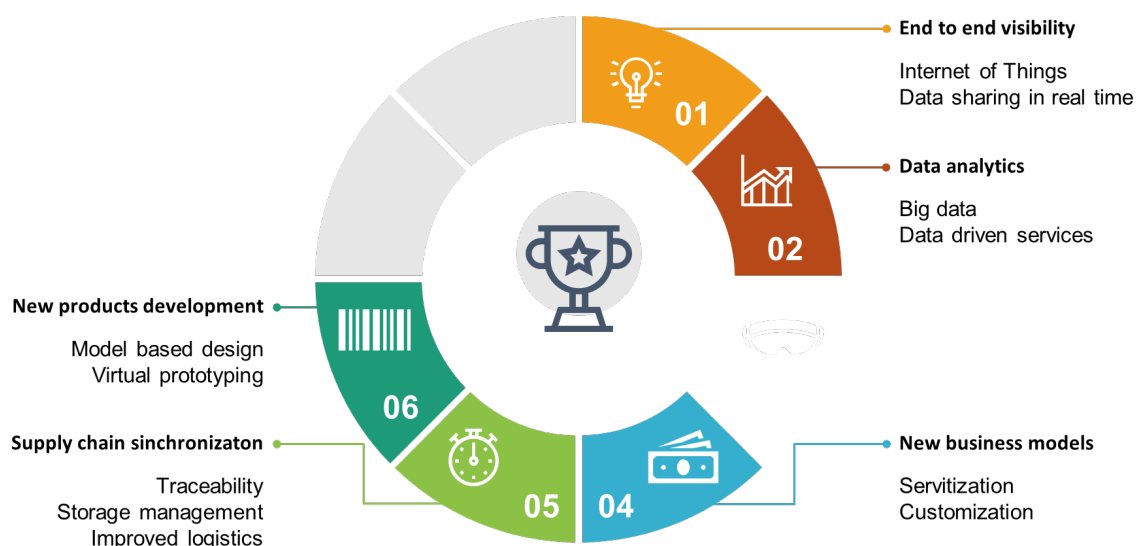 End to end visibility
Internet of Things
Data sharing in real time
01
Data analytics
Big data
Data driven services
02
New products development
Model based design
Virtual prototyping
06
Supply chain sinchronizaton
Traceability
Storage management
Improved logistics
05
04
New business models
Servitization
Customization